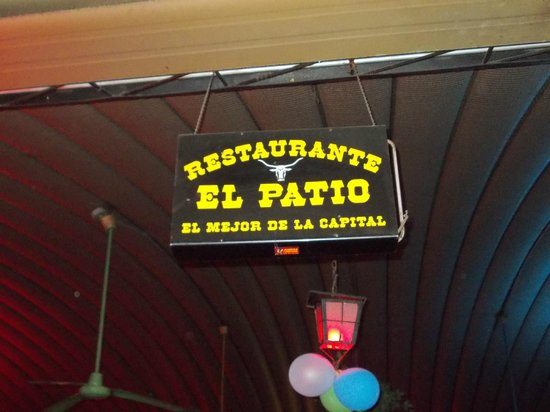 RESTAURANTE
EL PATIO
EL MEJOR DE LA CAPITAL